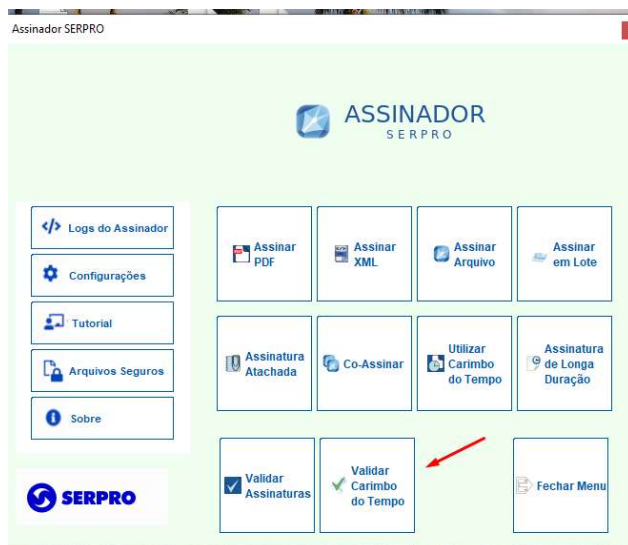 Assinador SERPRO
ASSINADOR
SERPRO
Logs do Assinador
Configurações
Tutorial
Arquivos Seguros
Sobre
SERPRO
Assinar
PDF
Assinar
XML
Assinar
Arquivo
Assinar
em Lote
Assinatura
Atachada
Co-Assinar
Utilizar
Carimbo
do Tempo
Assinatura
de Longa
Duração
Validar
Assinaturas
Validar
Carimbo
do Tempo
Fechar Menu